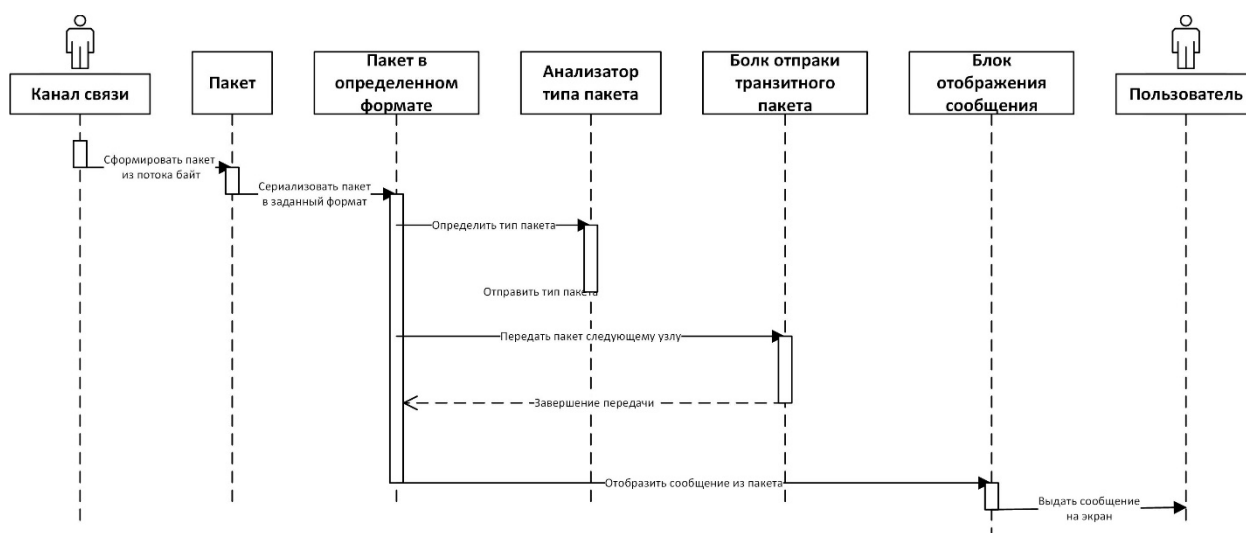 Канал связи
Пакет
Пакет в
определенном
формате
Анализатор
типа пакета
Болк отпраки
транзитного
пакета
Блок
отображения
сообщения
Пользователь
Сформировать пакет
из потока байт
Сериализовать пакет
в заданный формат
Определить тип пакета
Отправить тип пакета
Передать пакет следующему узлу
Завершение передачи
Отобразить сообщение из пакета
Выдать сообщение
на экран